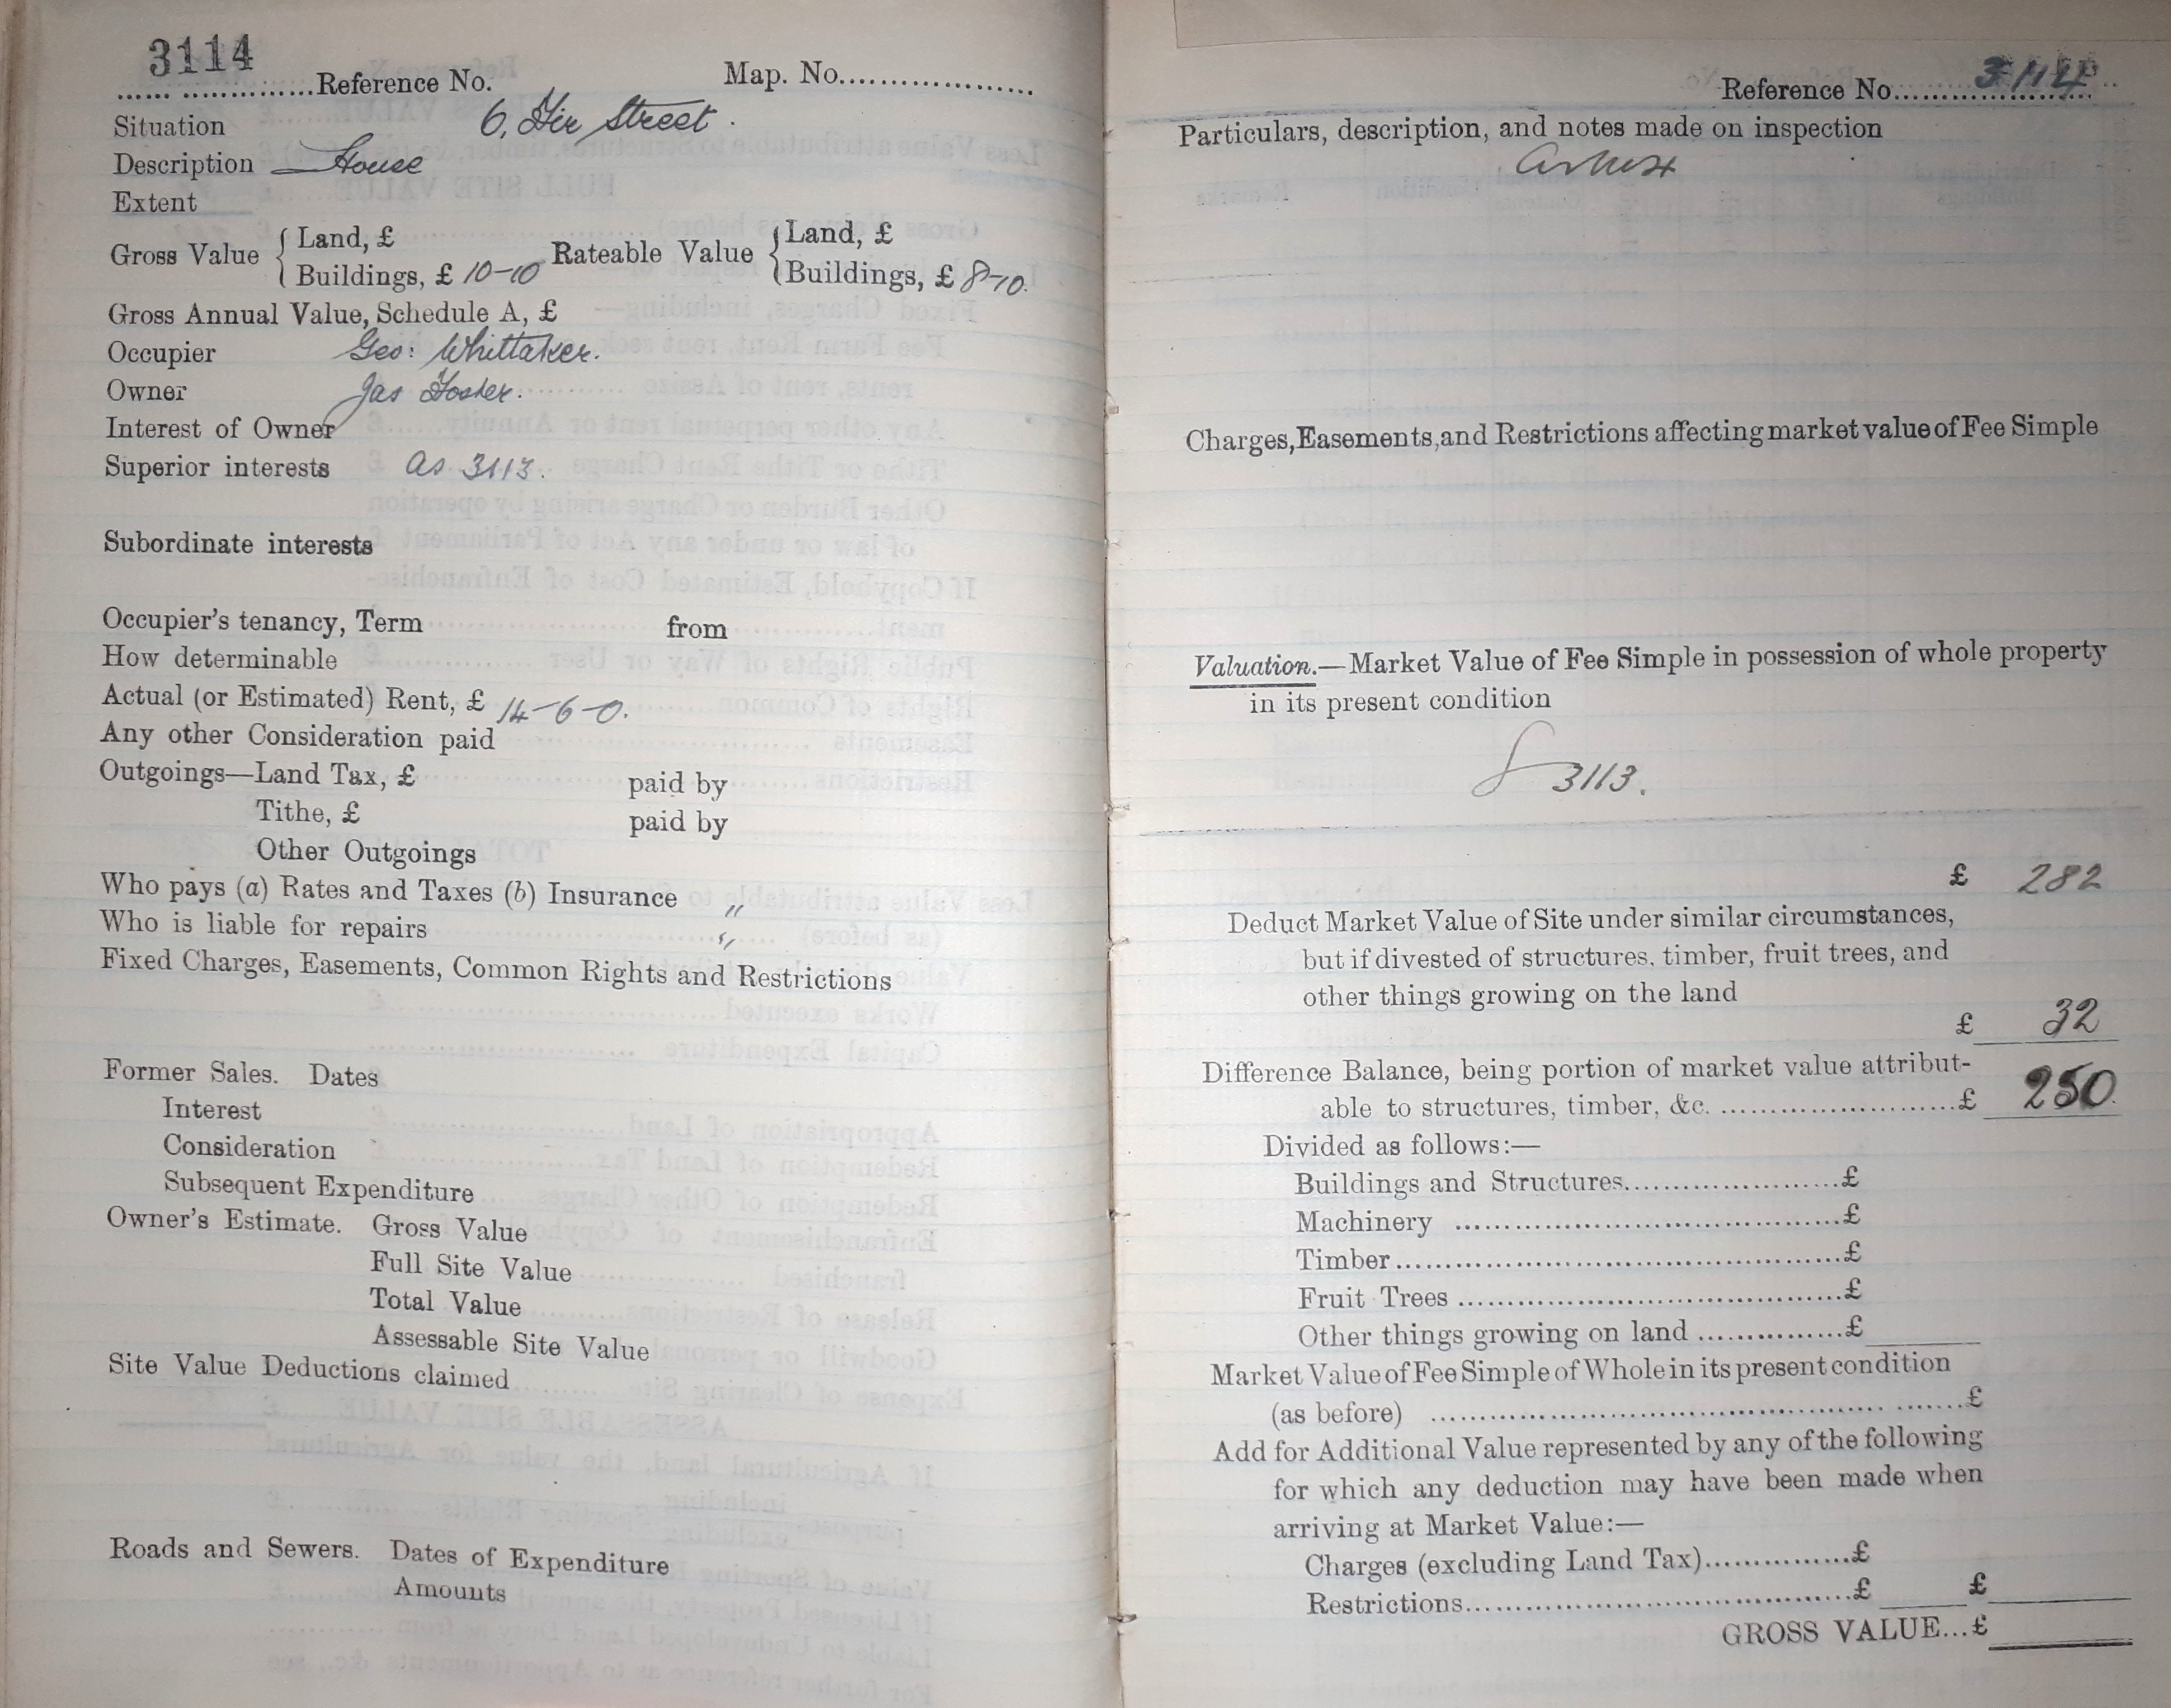 3114
Reference No. Map. No.
Situation 6, Fir Street.
Description House
Extent
Gross Value { Land, £
Buildings, £ 10-10
Rateable Value { Land, £
Buildings, £ 8-10.
Gross Annual Value, Schedule A, £
Occupier Geo: Whittaker.
Owner Jas Foster.
Interest of Owner
Superior interests as 3113.
Subordinate interests
Occupier's tenancy, Term from
How determinable
Actual (or Estimated) Rent, £ 14-6-0.
Any other Consideration paid
Outgoings—Land Tax, £ paid by
Tithe, £ paid by
Other Outgoings
Who pays (a) Rates and Taxes (b) Insurance "
Who is liable for repairs "
Fixed Charges, Easements, Common Rights and Restrictions
Former Sales. Dates
Interest
Consideration
Subsequent Expenditure
Owner's Estimate. Gross Value
Full Site Value
Total Value
Assessable Site Value
Site Value Deductions claimed
Roads and Sewers. Dates of Expenditure
Amounts
Reference No. 3114
Particulars, description, and notes made on inspection
Charges, Easements, and Restrictions affecting market value of Fee Simple
Valuation.—Market Value of Fee Simple in possession of whole property
in its present condition
3113.
£ 282
Deduct Market Value of Site under similar circumstances,
but if divested of structures, timber, fruit trees, and
other things growing on the land
£ 32
Difference Balance, being portion of market value attribut-
able to structures, timber, &c. £ 250.
Divided as follows:—
Buildings and Structures £
Machinery £
Timber £
Fruit Trees £
Other things growing on land £
Market Value of Fee Simple of Whole in its present condition
(as before) £
Add for Additional Value represented by any of the following
for which any deduction may have been made when
arriving at Market Value:—
Charges (excluding Land Tax) £
Restrictions £ £
GROSS VALUE...£